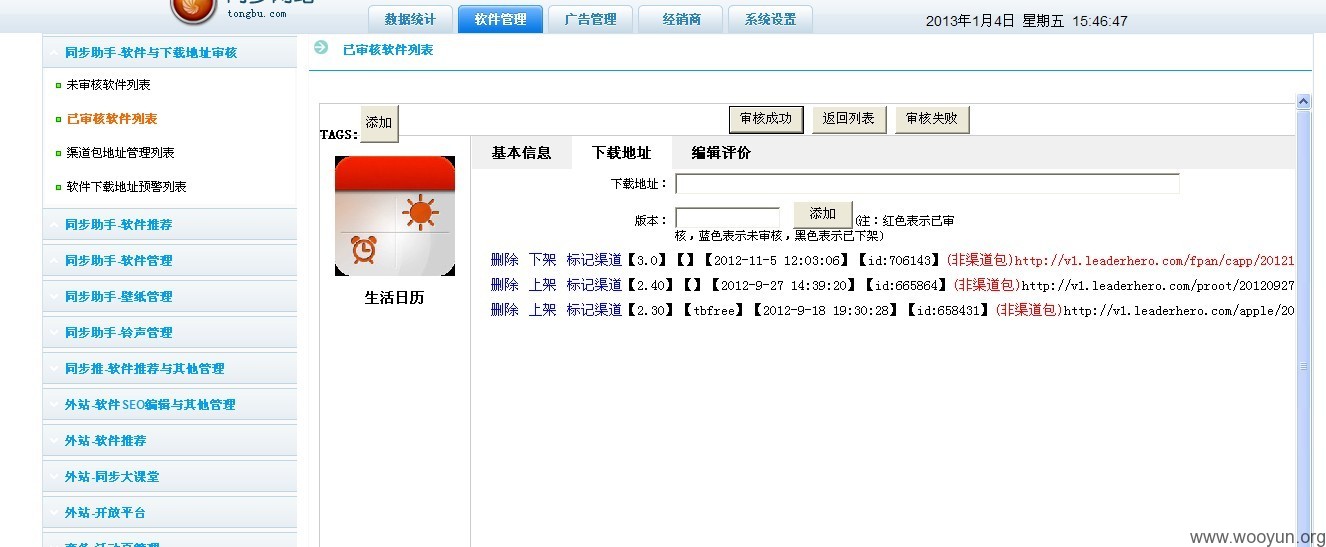 tongbu.com
数据统计 软件管理 广告管理 经销商 系统设置
2013年1月4日 星期五 15:46:47
同步助手-软件与下载地址审核
未审核软件列表
已审核软件列表
渠道包地址管理列表
软件下载地址预警列表
同步助手-软件推荐
同步助手-软件管理
同步助手-壁纸管理
同步助手-铃声管理
同步推-软件推荐与其他管理
外站-软件SEO编辑与其他管理
外站-软件推荐
外站-同步大课堂
外站-开放平台
已审核软件列表
TAGS: 添加
审核成功 返回列表 审核失败
生活日历
基本信息 下载地址 编辑评价
下载地址：
版本： 添加 (注：红色表示已审
核，蓝色表示未审核，黑色表示已下架)
删除 下架 标记渠道【3.0】【】【2012-11-5 12:03:06】【id:706143】(非渠道包)http://v1.leaderhero.com/fpan/capp/20121
删除 上架 标记渠道【2.40】【】【2012-9-27 14:39:20】【id:665864】(非渠道包)http://v1.leaderhero.com/proot/20120927
删除 上架 标记渠道【2.30】【tbfree】【2012-9-18 19:30:28】【id:658431】(非渠道包)http://v1.leaderhero.com/apple/20
www.wooyun.org